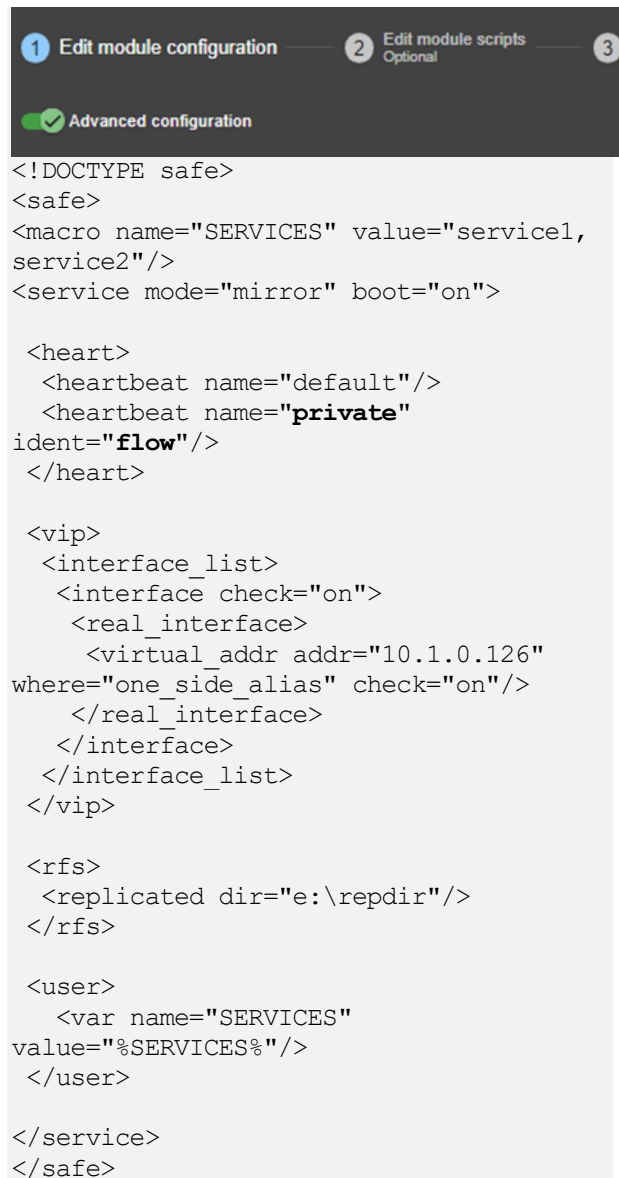 1 Edit module configuration 2 Edit module scripts 3
Optional
Advanced configuration
<!DOCTYPE safe>
<safe>
<macro name="SERVICES" value="service1,
service2"/>
<service mode="mirror" boot="on">
<heart>
<heartbeat name="default"/>
<heartbeat name="private"
ident="flow"/>
</heart>
<vip>
<interface_list>
<interface check="on">
<real_interface>
<virtual_addr addr="10.1.0.126"
where="one_side_alias" check="on"/>
</real_interface>
</interface>
</interface_list>
</vip>
<rfs>
<replicated dir="e:\repdir"/>
</rfs>
<user>
<var name="SERVICES"
value="%SERVICES%"/>
</user>
</service>
</safe>